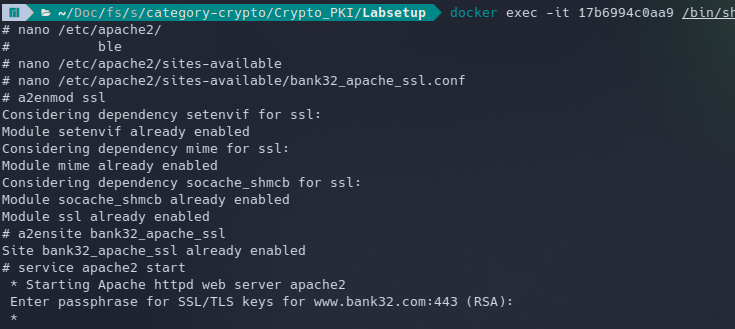 ~/Doc/fs/s/category-crypto/Crypto_PKI/Labsetup docker exec -it 17b6994c0aa9 /bin/sh
# nano /etc/apache2/
# ble
# nano /etc/apache2/sites-available
# nano /etc/apache2/sites-available/bank32_apache_ssl.conf
# a2enmod ssl
Considering dependency setenvif for ssl:
Module setenvif already enabled
Considering dependency mime for ssl:
Module mime already enabled
Considering dependency socache_shmcb for ssl:
Module socache_shmcb already enabled
Module ssl already enabled
# a2ensite bank32_apache_ssl
Site bank32_apache_ssl already enabled
# service apache2 start
* Starting Apache httpd web server apache2
Enter passphrase for SSL/TLS keys for www.bank32.com:443 (RSA):
*